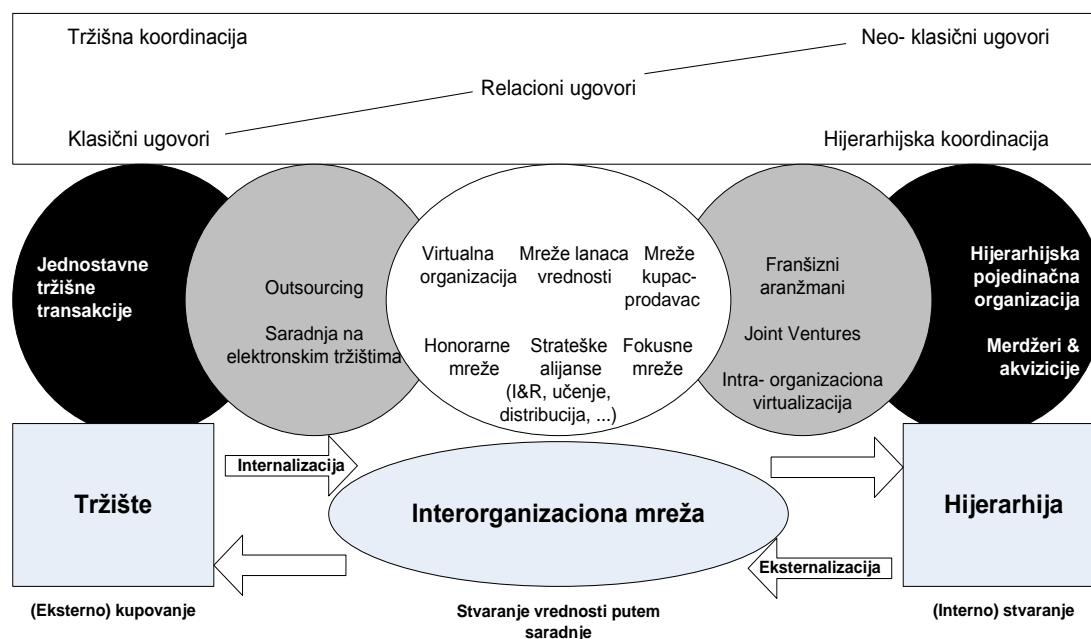 Tržišna koordinacija
Neo- klasični ugovori
Relacioni ugovori
Klasični ugovori
Hijerarhijska koordinacija
Jednostavne
tržišne
transakcije
Outsourcing
Saradnja na
elektronskim tržištima
Virtualna
organizacija
Mreže lanaca
vrednosti
Mreže
kupac-
prodavac
Honorarne
mreže
Strateške
alijanse
(I&R, učenje,
distribucija, ...)
Fokusne
mreže
Franšizni
aranžmani
Joint Ventures
Intra- organizaciona
virtualizacija
Hijerarhijska
pojedinačna
organizacija
Merdžeri &
akvizicije
Tržište
Internalizacija
Interorganizaciona mreža
Eksternalizacija
Hijerarhija
(Eksterno) kupovanje
Stvaranje vrednosti putem
saradnje
(Interno) stvaranje